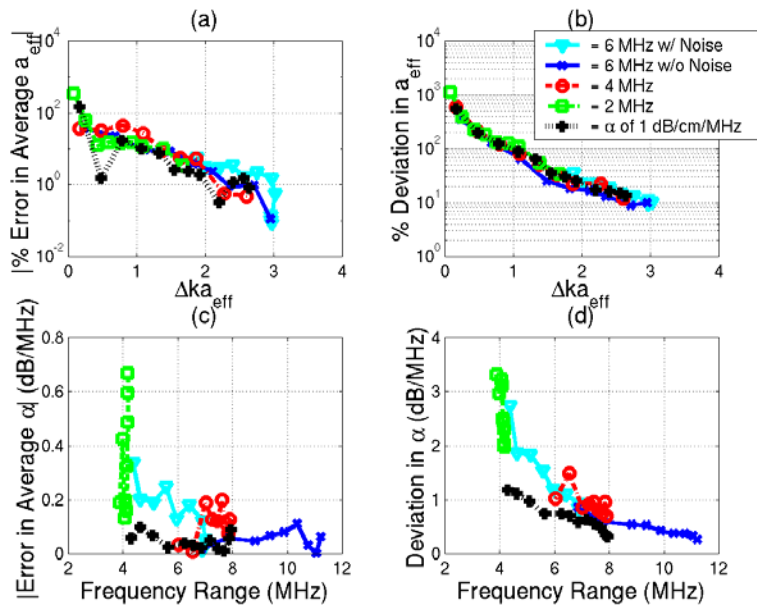 (a)
|% Error in Average a_eff|
10^4
10^2
10^0
10^-2
0 1 2 3 4
Δka_eff
(b)
% Deviation in a_eff
10^4
10^3
10^2
10^1
10^0
0 1 2 3 4
Δka_eff
= 6 MHz w/ Noise
= 6 MHz w/o Noise
= 4 MHz
= 2 MHz
= α of 1 dB/cm/MHz
(c)
|Error in Average α| (dB/MHz)
0.8
0.6
0.4
0.2
0
2 4 6 8 10 12
Frequency Range (MHz)
(d)
Deviation in α (dB/MHz)
4
3
2
1
0
2 4 6 8 10 12
Frequency Range (MHz)